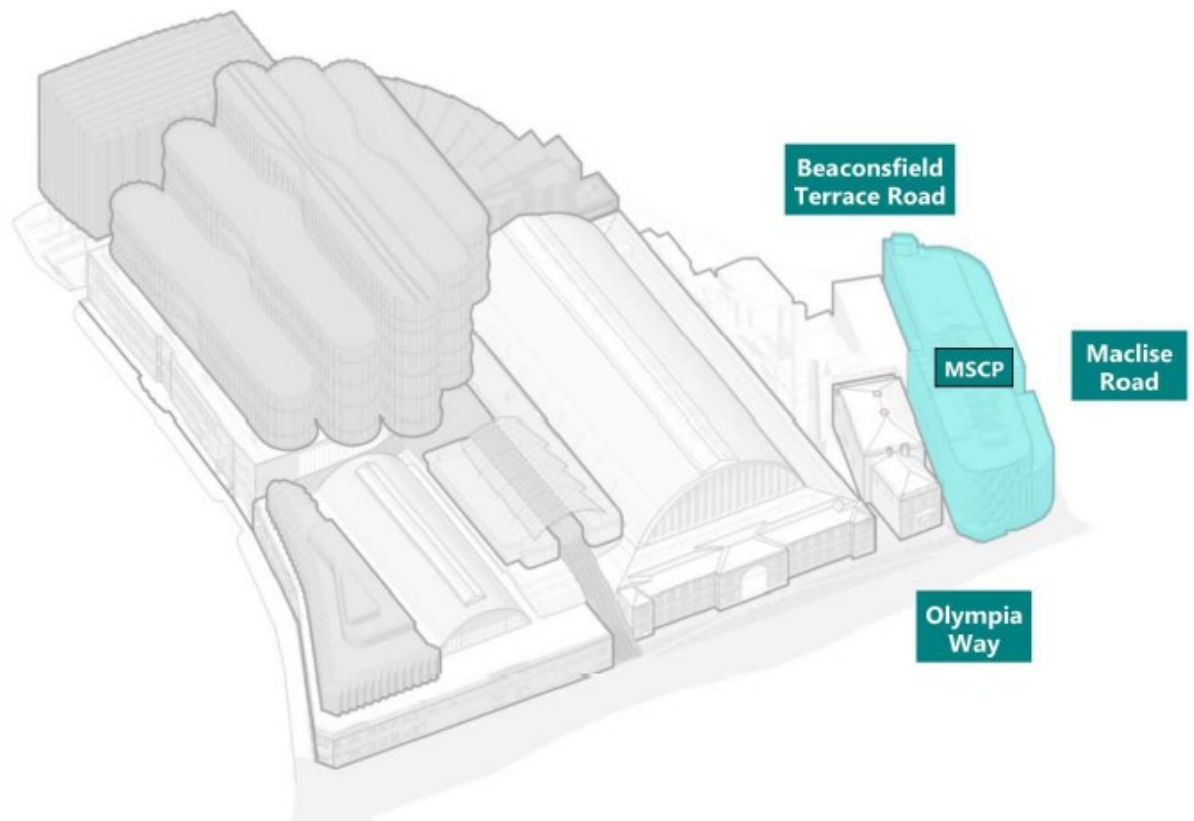 Beaconsfield
Terrace Road
MSCP
Maclise
Road
Olympia
Way